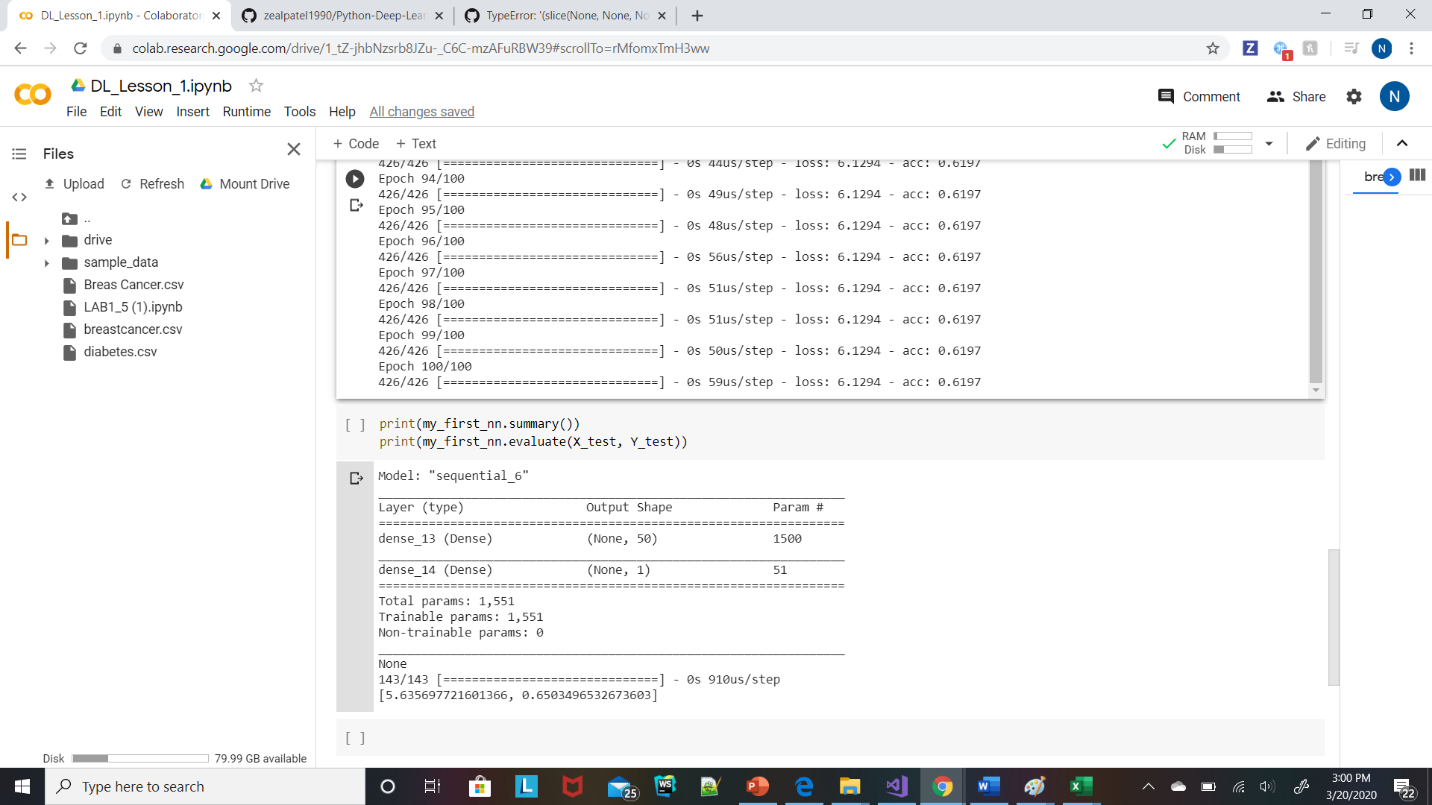 DL_Lesson_1.ipynb - Colaborator
zealpatel1990/Python-Deep-Lear
TypeError: '(slice(None, None, No
colab.research.google.com/drive/1_tZ-jhbNzsrb8JZu-_C6C-mzAFuRBW39#scrollTo=rMfomxTmH3ww
Z
1
N
DL_Lesson_1.ipynb
File Edit View Insert Runtime Tools Help All changes saved
Comment
Share
N
Files
+ Code + Text
RAM
Disk
Editing
Upload Refresh Mount Drive
..
drive
sample_data
Breas Cancer.csv
LAB1_5 (1).ipynb
breastcancer.csv
diabetes.csv
Disk 79.99 GB available
426/426 [==============================] - 0s 44us/step - loss: 6.1294 - acc: 0.6197
Epoch 94/100
426/426 [==============================] - 0s 49us/step - loss: 6.1294 - acc: 0.6197
Epoch 95/100
426/426 [==============================] - 0s 48us/step - loss: 6.1294 - acc: 0.6197
Epoch 96/100
426/426 [==============================] - 0s 56us/step - loss: 6.1294 - acc: 0.6197
Epoch 97/100
426/426 [==============================] - 0s 51us/step - loss: 6.1294 - acc: 0.6197
Epoch 98/100
426/426 [==============================] - 0s 51us/step - loss: 6.1294 - acc: 0.6197
Epoch 99/100
426/426 [==============================] - 0s 50us/step - loss: 6.1294 - acc: 0.6197
Epoch 100/100
426/426 [==============================] - 0s 59us/step - loss: 6.1294 - acc: 0.6197
bre
[ ] print(my_first_nn.summary())
print(my_first_nn.evaluate(X_test, Y_test))
Model: "sequential_6"
_________________________________________________________________
Layer (type) Output Shape Param #
=================================================================
dense_13 (Dense) (None, 50) 1500
_________________________________________________________________
dense_14 (Dense) (None, 1) 51
=================================================================
Total params: 1,551
Trainable params: 1,551
Non-trainable params: 0
_________________________________________________________________
None
143/143 [==============================] - 0s 910us/step
[5.635697721601366, 0.6503496532673603]
[ ]
Type here to search
L
25
WS
3:00 PM
3/20/2020
22